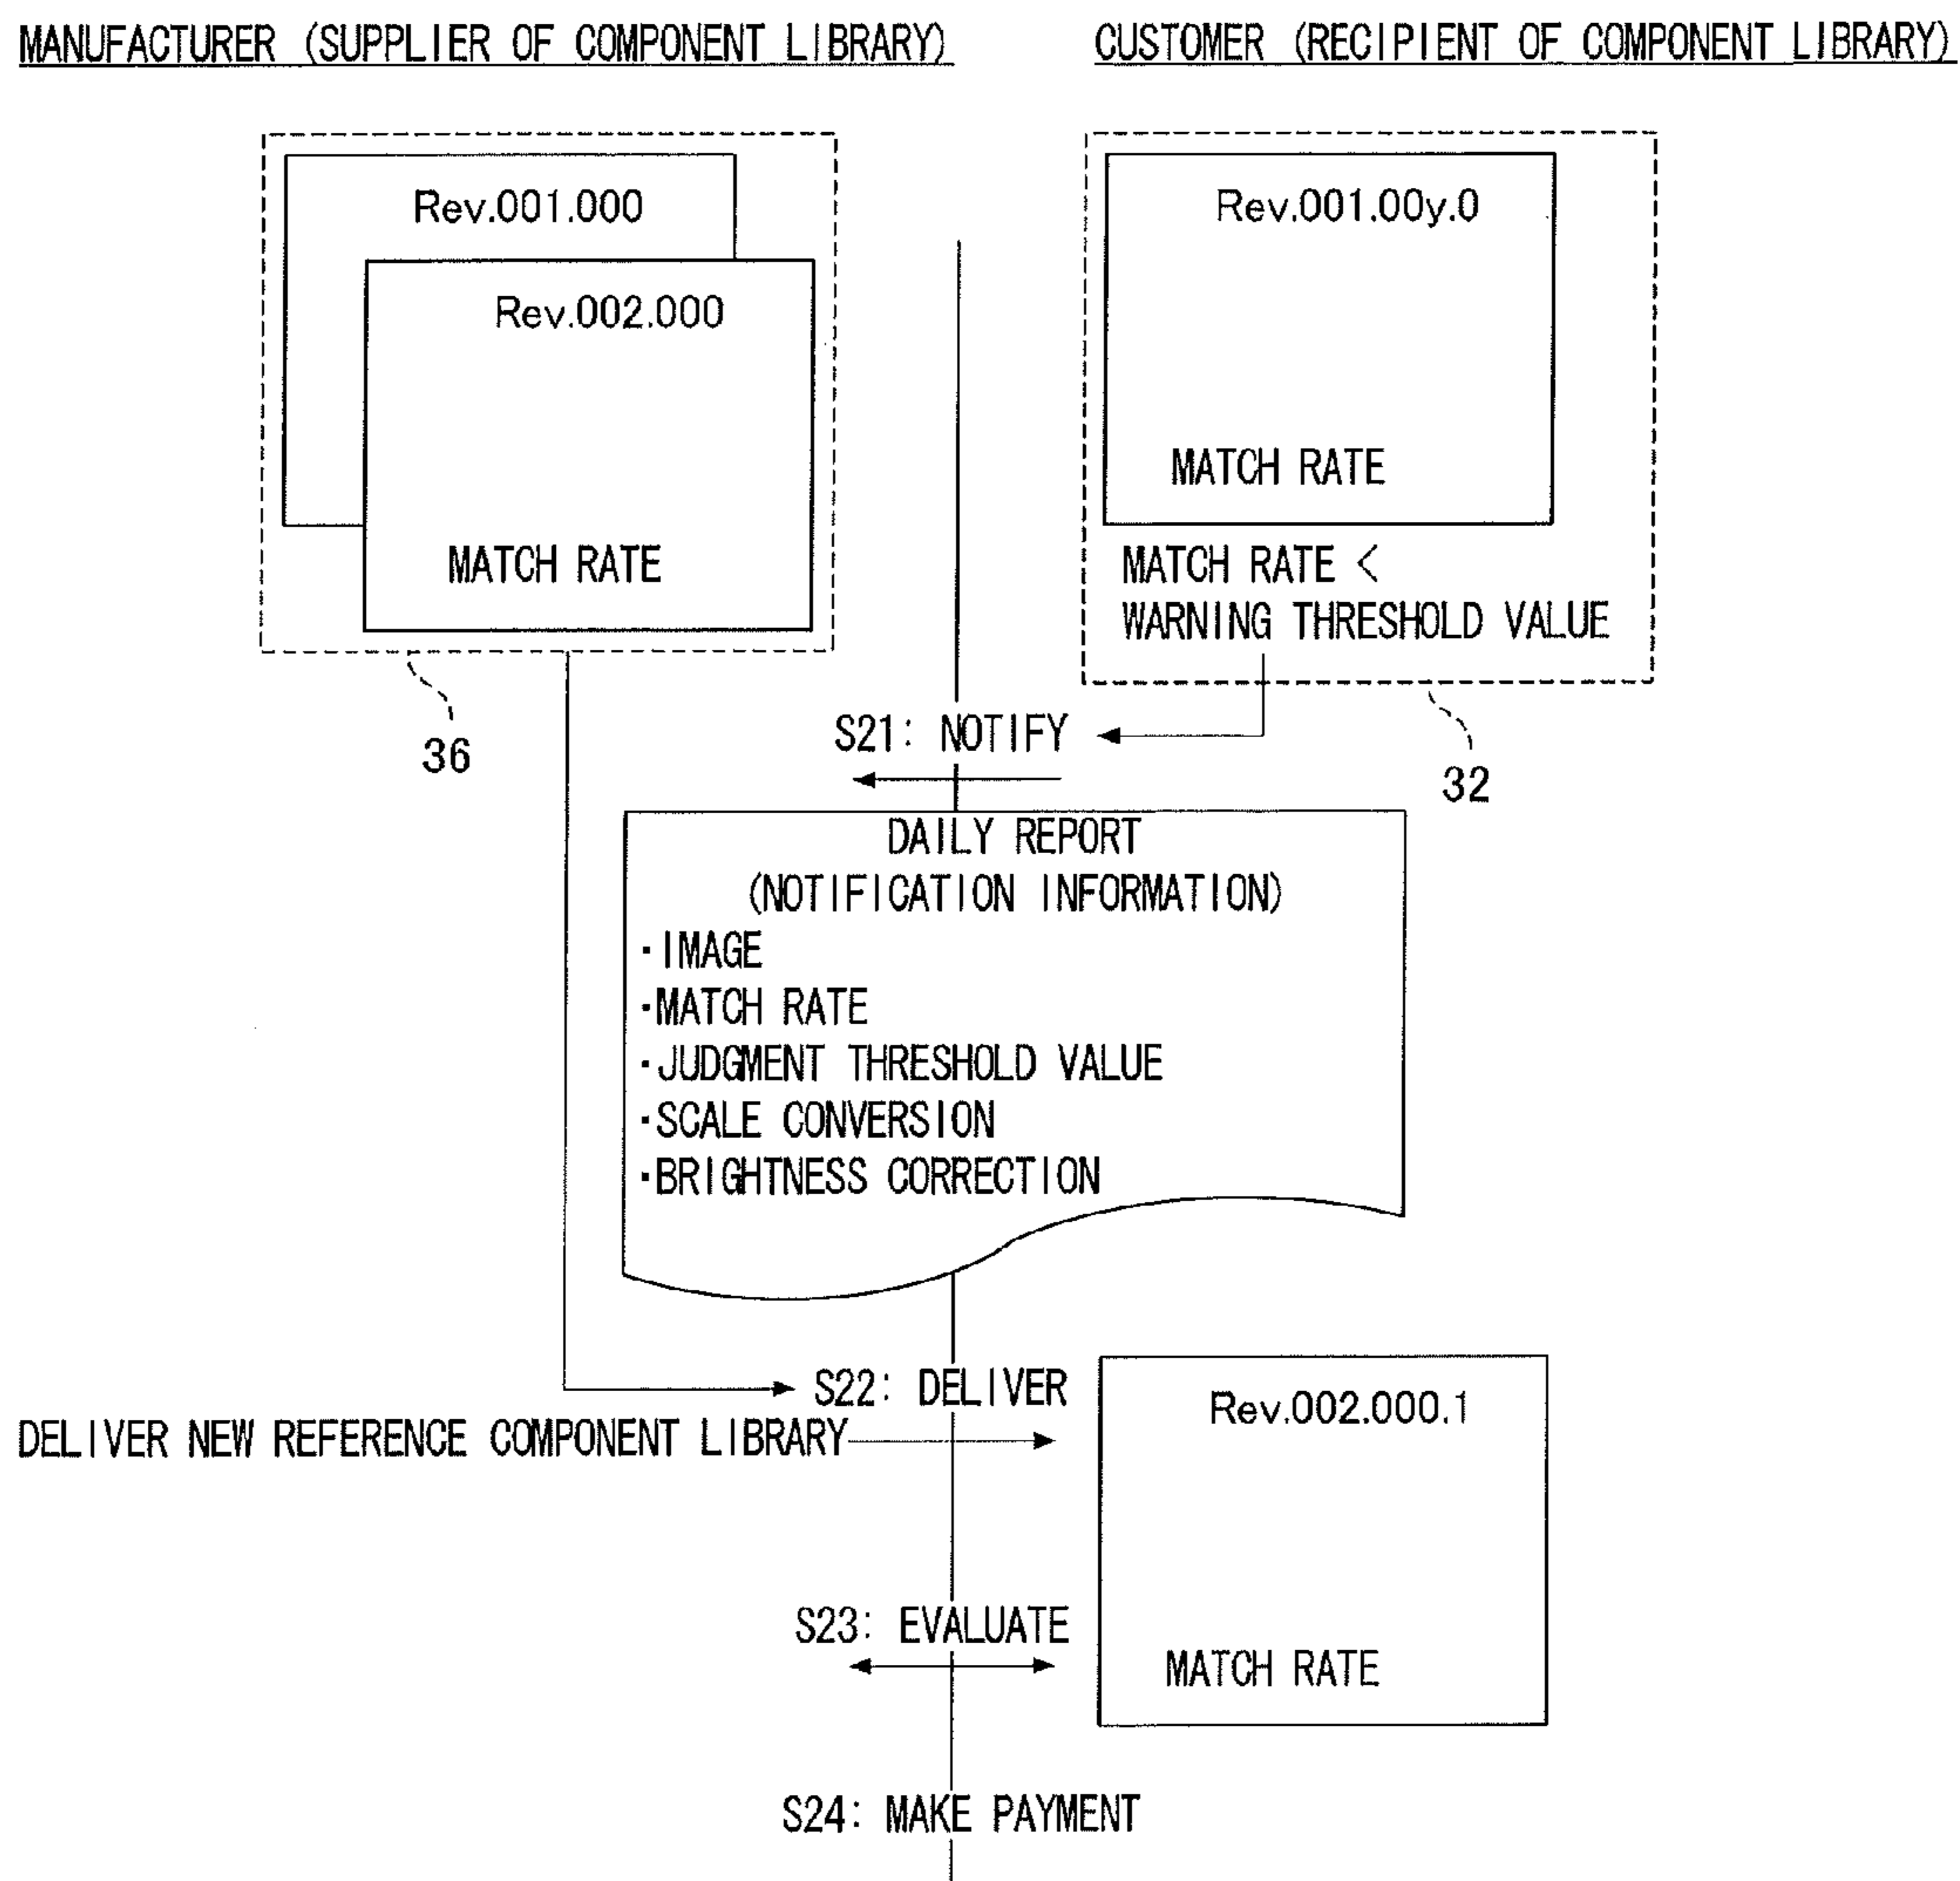 MANUFACTURER (SUPPLIER OF COMPONENT LIBRARY)
CUSTOMER (RECIPIENT OF COMPONENT LIBRARY)
Rev.001.000
Rev.002.000
MATCH RATE
36
Rev.001.00y.0
MATCH RATE
MATCH RATE <
WARNING THRESHOLD VALUE
32
S21: NOTIFY
DAILY REPORT
(NOTIFICATION INFORMATION)
・IMAGE
・MATCH RATE
・JUDGMENT THRESHOLD VALUE
・SCALE CONVERSION
・BRIGHTNESS CORRECTION
S22: DELIVER
DELIVER NEW REFERENCE COMPONENT LIBRARY
Rev.002.000.1
MATCH RATE
S23: EVALUATE
S24: MAKE PAYMENT